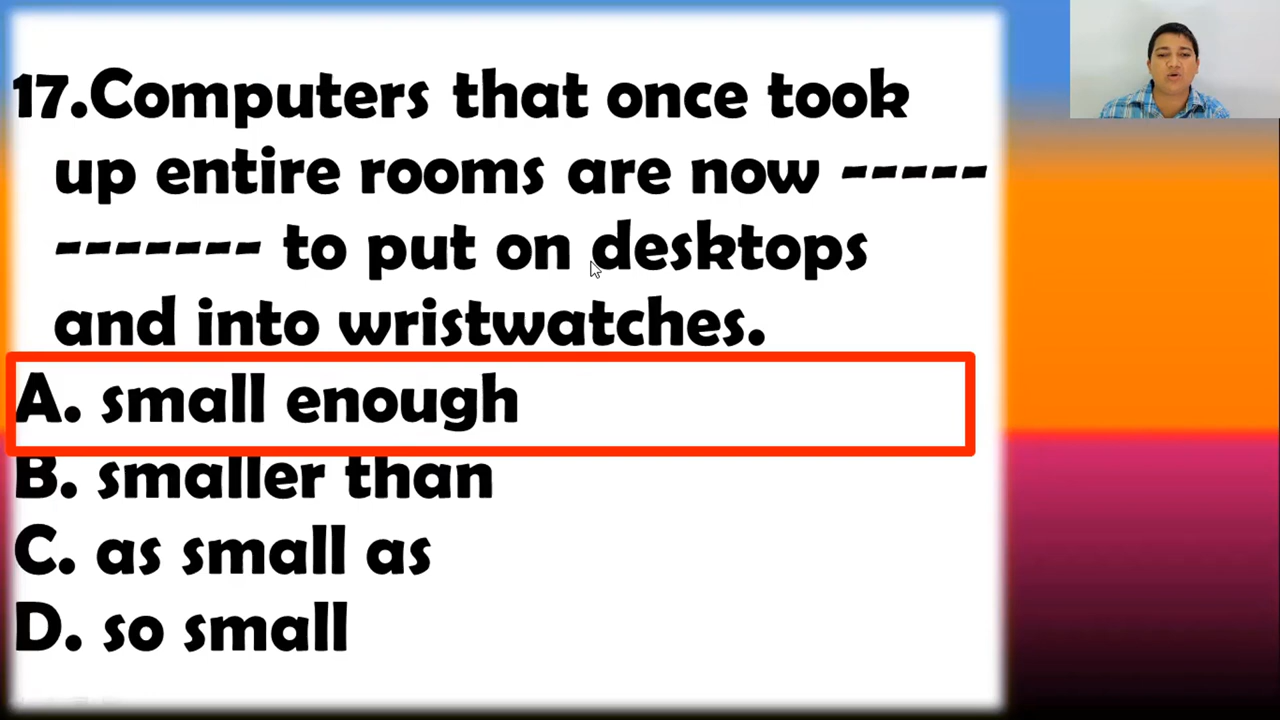 17.Computers that once took
up entire rooms are now -----
------- to put on desktops
and into wristwatches.
A. small enough
B. smaller than
C. as small as
D. so small